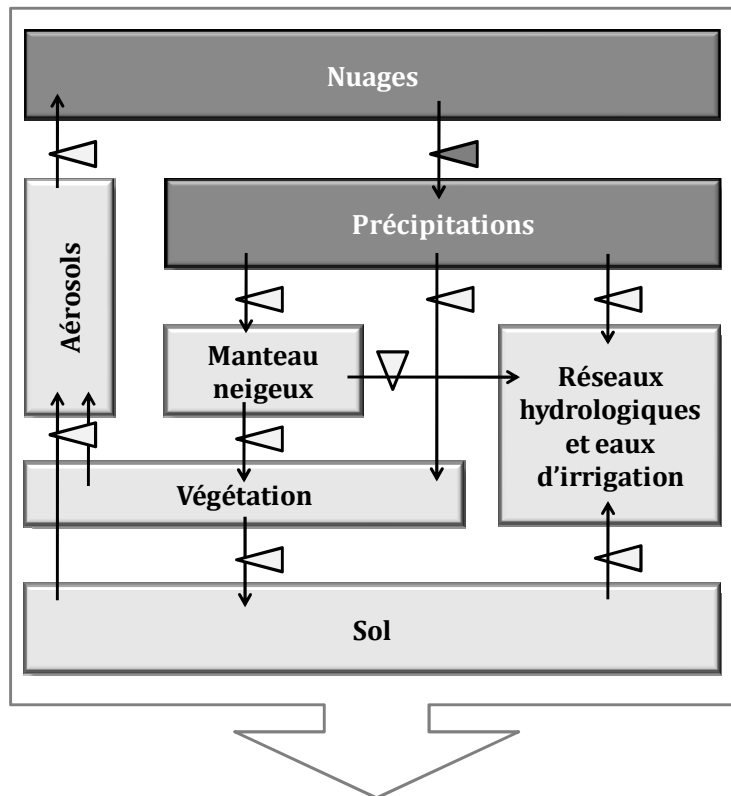 Nuages
Précipitations
Aérosols
Manteau
neigeux
Réseaux
hydrologiques
et eaux
d'irrigation
Végétation
Sol